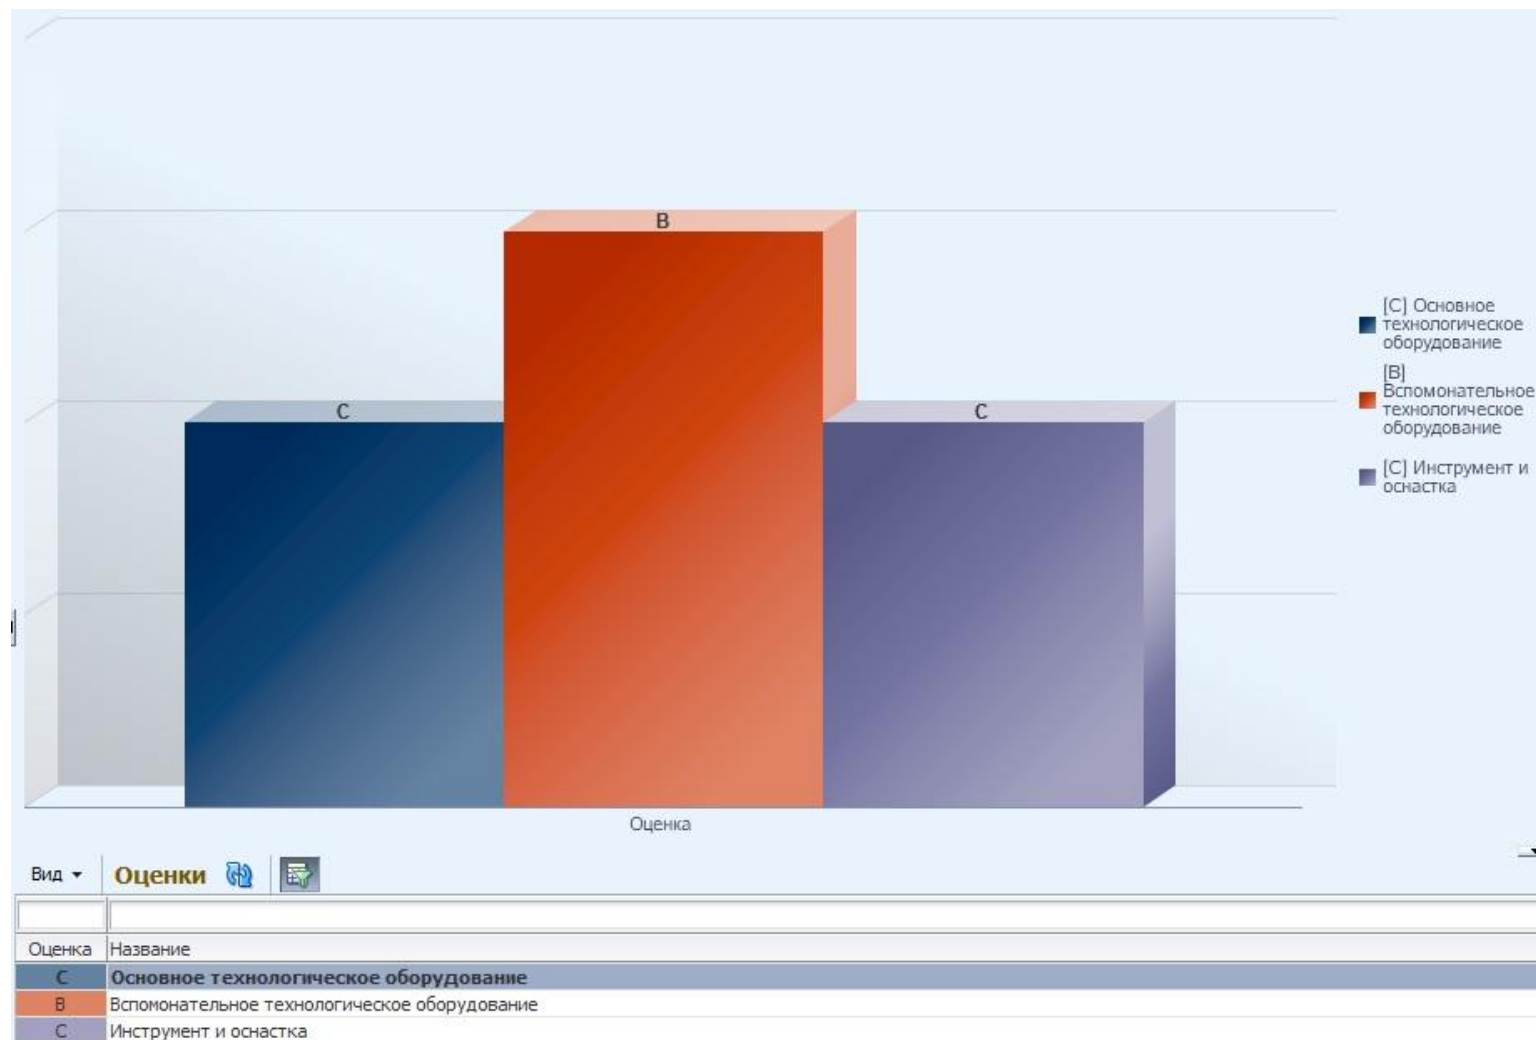 B
C
C
[C] Основное
технологическое
оборудование
[B]
Вспомонательное
технологическое
оборудование
[C] Инструмент и
оснастка
Оценка
Вид
Оценки
Оценка Название
C Основное технологическое оборудование
B Вспомонательное технологическое оборудование
C Инструмент и оснастка